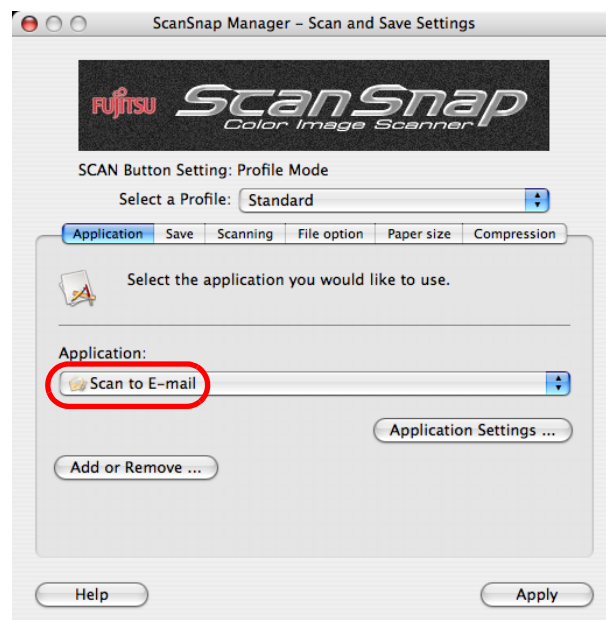 ScanSnap Manager – Scan and Save Settings
FUJITSU ScanSnap
Color Image Scanner
SCAN Button Setting: Profile Mode
Select a Profile: Standard
Application Save Scanning File option Paper size Compression
Select the application you would like to use.
Application:
Scan to E-mail
Application Settings ...
Add or Remove ...
Help Apply